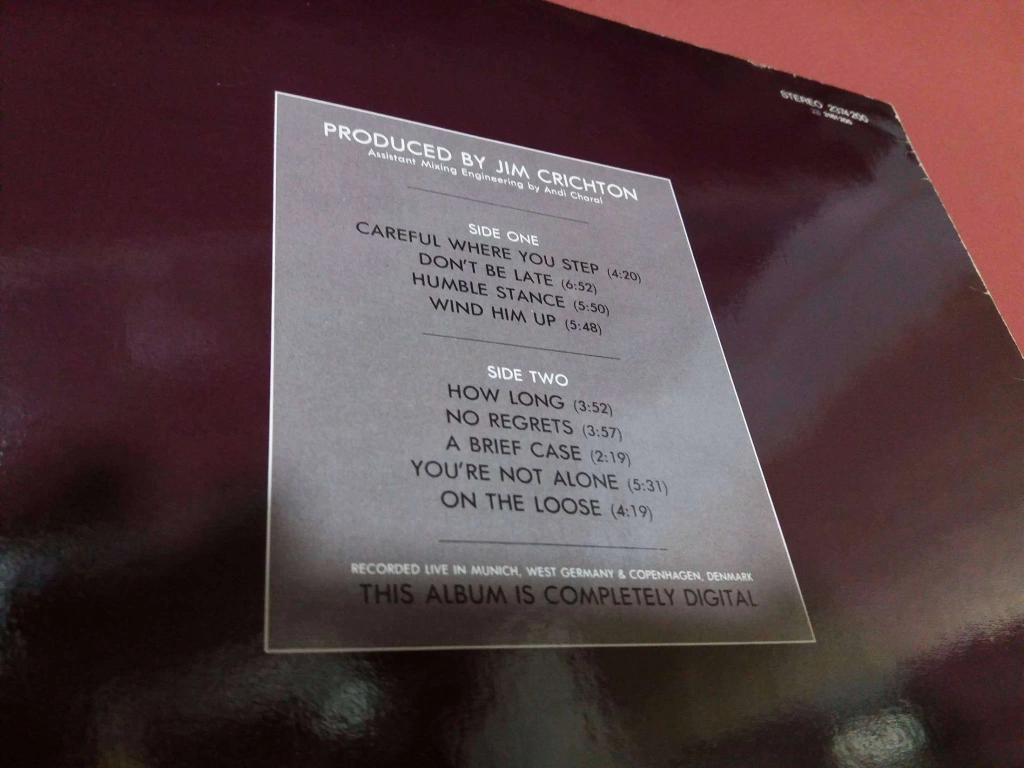 STEREO 2374 200
PRODUCED BY JIM CRICHTON
Assistant Mixing Engineering by Andi Charal
SIDE ONE
CAREFUL WHERE YOU STEP (4:20)
DON'T BE LATE (6:52)
HUMBLE STANCE (5:50)
WIND HIM UP (5:48)
SIDE TWO
HOW LONG (3:52)
NO REGRETS (3:57)
A BRIEF CASE (2:19)
YOU'RE NOT ALONE (5:31)
ON THE LOOSE (4:19)
RECORDED LIVE IN MUNICH, WEST GERMANY & COPENHAGEN, DENMARK
THIS ALBUM IS COMPLETELY DIGITAL